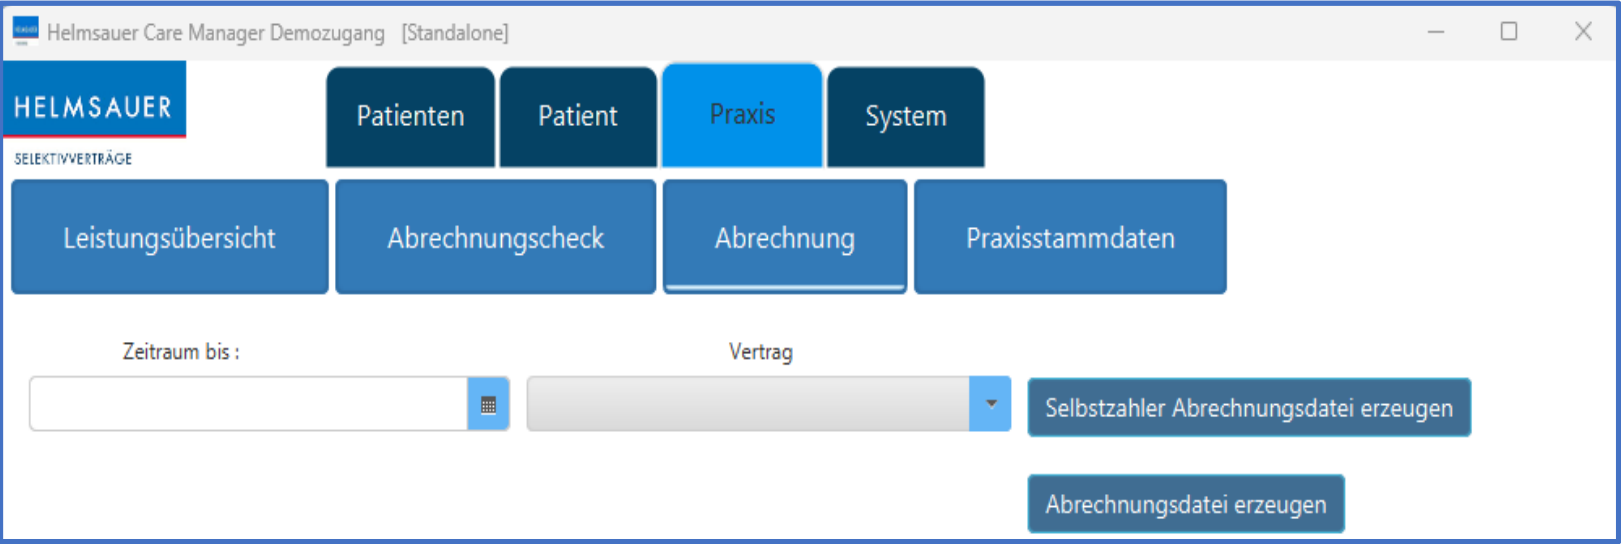 Helmsauer Care Manager Demozugang [Standalone]
HELMSAUER
SELEKTIVVERTRÄGE
Patienten Patient Praxis System
Leistungsübersicht Abrechnungscheck Abrechnung Praxisstammdaten
Zeitraum bis : Vertrag
Selbstzahler Abrechnungsdatei erzeugen
Abrechnungsdatei erzeugen